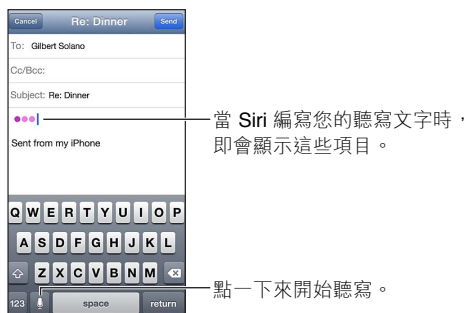 Cancel Re: Dinner Send
To: Gilbert Solano
Cc/Bcc:
Subject: Re: Dinner
當 Siri 編寫您的聽寫文字時，
即會顯示這些項目。
Sent from my iPhone
Q W E R T Y U I O P
A S D F G H J K L
Z X C V B N M
點一下來開始聽寫。
123 space return